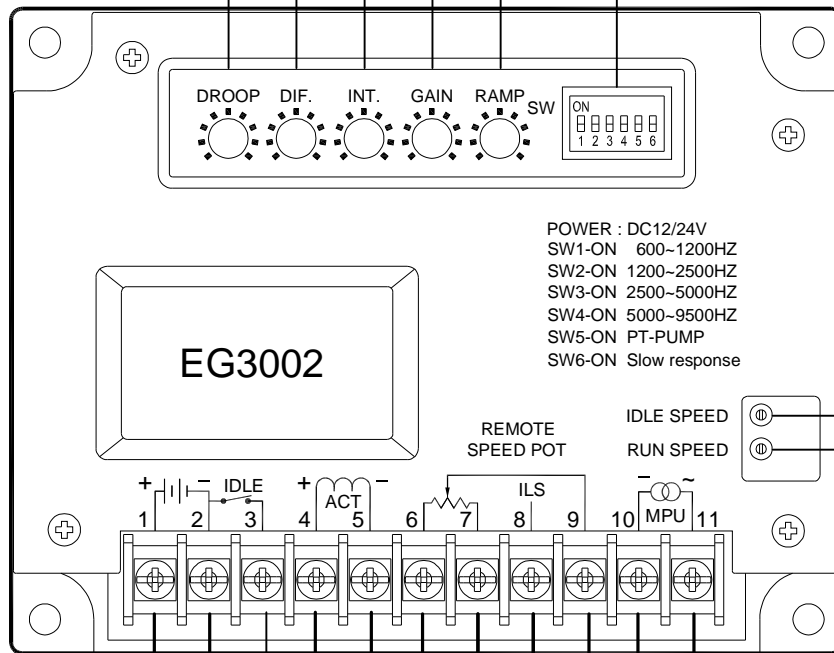 DROOP DIF. INT. GAIN RAMP SW
ON
1 2 3 4 5 6
POWER : DC12/24V
SW1-ON 600~1200HZ
SW2-ON 1200~2500HZ
SW3-ON 2500~5000HZ
SW4-ON 5000~9500HZ
SW5-ON PT-PUMP
SW6-ON Slow response
EG3002
IDLE SPEED
RUN SPEED
REMOTE
SPEED POT
+ − IDLE + ACT − ILS − ~ MPU
1 2 3 4 5 6 7 8 9 10 11